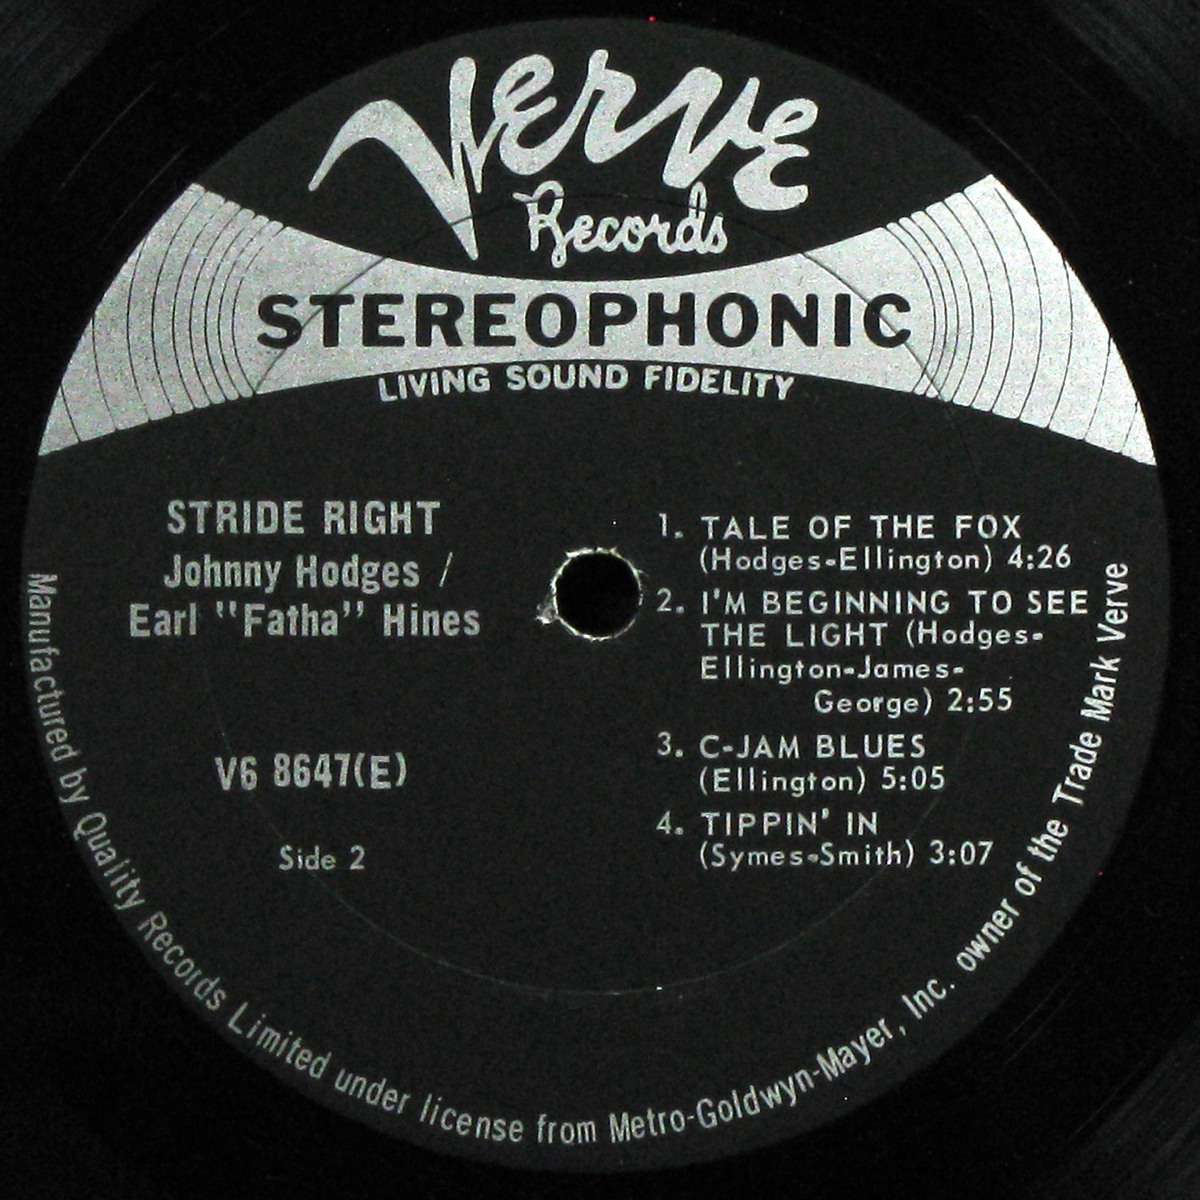 Verve
Records
STEREOPHONIC
LIVING SOUND FIDELITY
STRIDE RIGHT
Johnny Hodges /
Earl "Fatha" Hines
V6 8647(E)
Side 2
1. TALE OF THE FOX
(Hodges-Ellington) 4:26
2. I'M BEGINNING TO SEE
THE LIGHT (Hodges-
Ellington-James-
George) 2:55
3. C-JAM BLUES
(Ellington) 5:05
4. TIPPIN' IN
(Symes-Smith) 3:07
Manufactured by Quality Records Limited under license from Metro-Goldwyn-Mayer, Inc. owner of the Trade Mark Verve